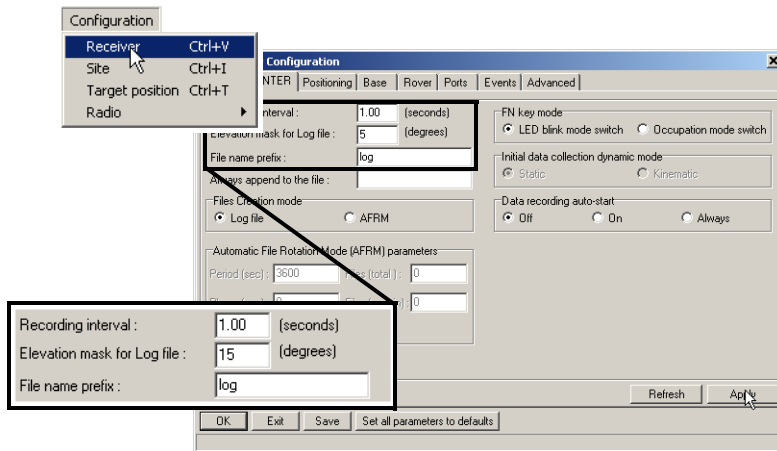 Configuration
Receiver Ctrl+V
Site Ctrl+I
Target position Ctrl+T
Radio
Configuration
NTER Positioning Base Rover Ports Events Advanced
nterval : 1.00 (seconds)
Elevation mask for Log file : 5 (degrees)
File name prefix : log
Always append to the file :
Files Creation mode
Log file AFRM
Automatic File Rotation Mode (AFRM) parameters
Period (sec) : 3600 Files (total ) : 0
0 0
FN key mode
LED blink mode switch Occupation mode switch
Initial data collection dynamic mode
Static Kinematic
Data recording auto-start
Off On Always
Recording interval : 1.00 (seconds)
Elevation mask for Log file : 15 (degrees)
File name prefix : log
Refresh Apply
OK Exit Save Set all parameters to defaults